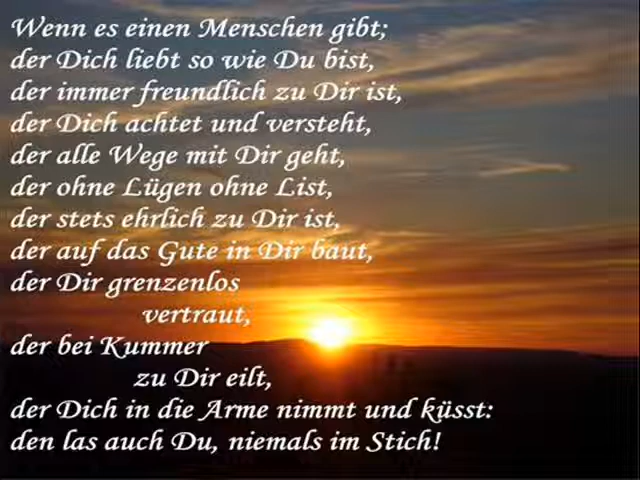 Wenn es einen Menschen gibt;
der Dich liebt so wie Du bist,
der immer freundlich zu Dir ist,
der Dich achtet und versteht,
der alle Wege mit Dir geht,
der ohne Lügen ohne List,
der stets ehrlich zu Dir ist,
der auf das Gute in Dir baut,
der Dir grenzenlos
vertraut,
der bei Kummer
zu Dir eilt,
der Dich in die Arme nimmt und küsst:
den las auch Du, niemals im Stich!